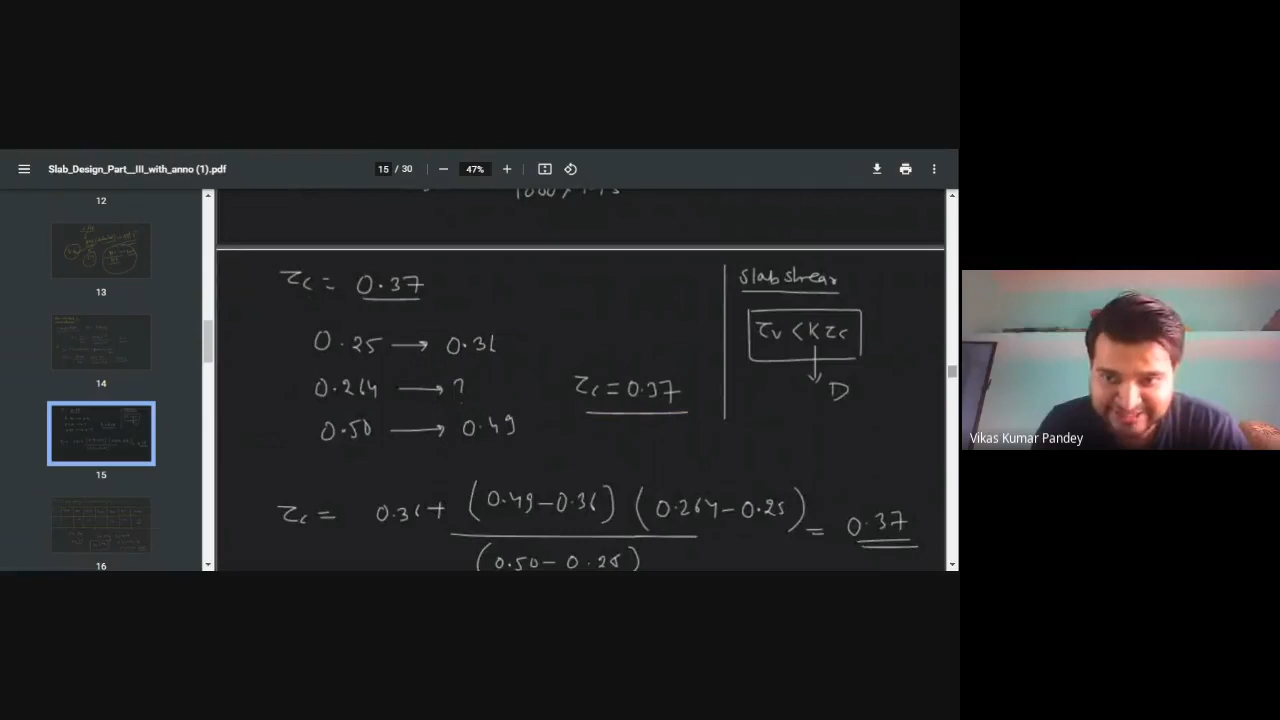 Slab_Design_Part__III_with_anno (1).pdf
15 / 30
47%
12
13
14
15
16
τc = 0.37
0.25 → 0.36
0.264 → ?
0.50 → 0.49
τc = 0.37
slab shear
τv < K τc
D
τc = 0.36 + (0.49 – 0.36) (0.264 – 0.25) = 0.37
(0.50 – 0.25)
Vikas Kumar Pandey